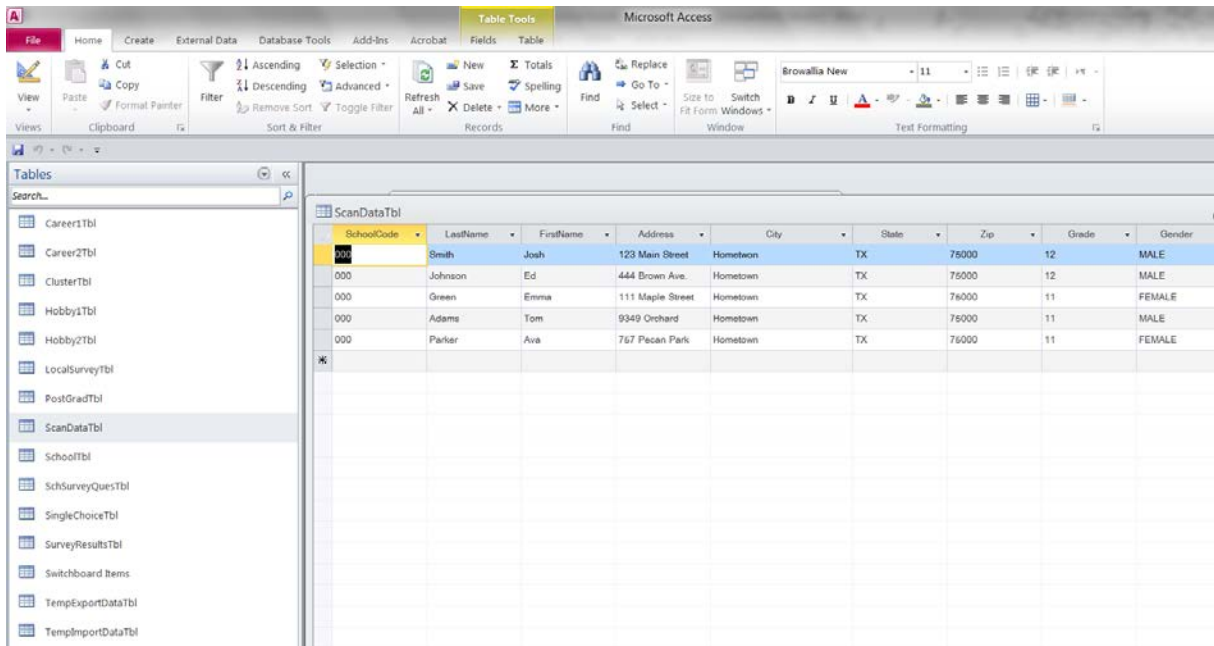 A
Table Tools
Microsoft Access
File Home Create External Data Database Tools Add-Ins Acrobat Fields Table
View
Views
Paste
Cut
Copy
Format Painter
Clipboard
Filter
Ascending
Descending
Remove Sort
Selection
Advanced
Toggle Filter
Sort & Filter
Refresh
All
New
Save
Delete
Totals
Spelling
More
Records
Find
Replace
Go To
Select
Find
Size to
Fit Form
Switch
Windows
Window
Browallia New 11
B I U A
Text Formatting
Tables
Search...
Career1Tbl
Career2Tbl
ClusterTbl
Hobby1Tbl
Hobby2Tbl
LocalSurveyTbl
PostGradTbl
ScanDataTbl
SchoolTbl
SchSurveyQuesTbl
SingleChoiceTbl
SurveyResultsTbl
Switchboard Items
TempExportDataTbl
TempImportDataTbl
ScanDataTbl
SchoolCode LastName FirstName Address City State Zip Grade Gender
000 Smith Josh 123 Main Street Hometwon TX 76000 12 MALE
000 Johnson Ed 444 Brown Ave. Hometown TX 76000 12 MALE
000 Green Emma 111 Maple Street Hometown TX 76000 11 FEMALE
000 Adams Tom 9349 Orchard Hometown TX 76000 11 MALE
000 Parker Ava 767 Pecan Park Hometown TX 76000 11 FEMALE